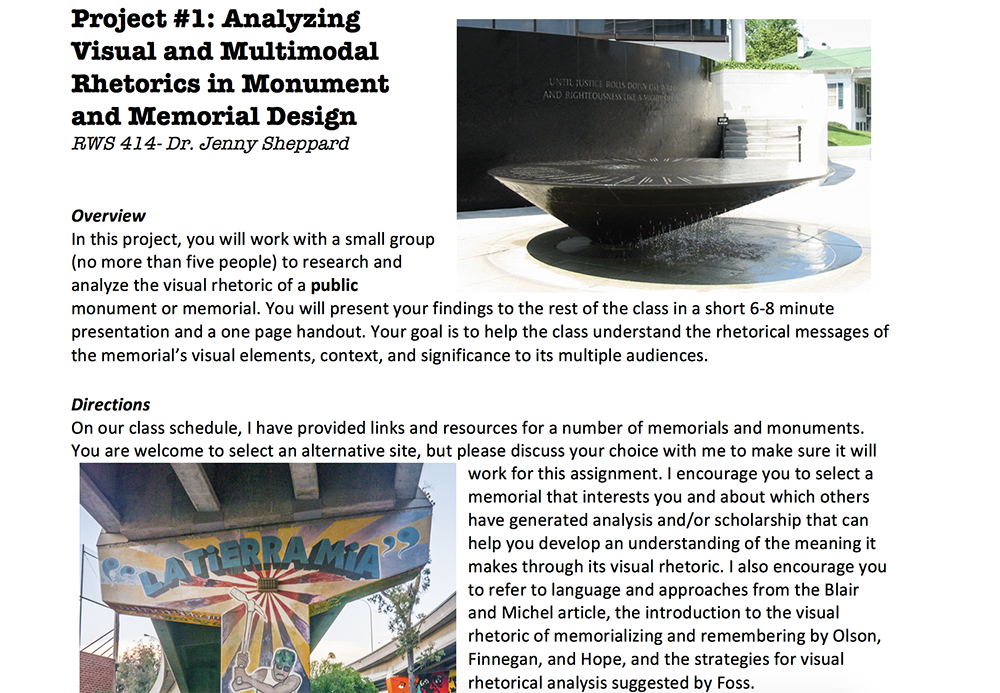 Project #1: Analyzing
Visual and Multimodal
Rhetorics in Monument
and Memorial Design
RWS 414- Dr. Jenny Sheppard
UNTIL JUSTICE ROLLS DOWN LIKE
AND RIGHTEOUSNESS LIKE A MIGHTY
Overview
In this project, you will work with a small group
(no more than five people) to research and
analyze the visual rhetoric of a public
monument or memorial. You will present your findings to the rest of the class in a short 6-8 minute
presentation and a one page handout. Your goal is to help the class understand the rhetorical messages of
the memorial’s visual elements, context, and significance to its multiple audiences.
Directions
On our class schedule, I have provided links and resources for a number of memorials and monuments.
You are welcome to select an alternative site, but please discuss your choice with me to make sure it will
work for this assignment. I encourage you to select a
memorial that interests you and about which others
have generated analysis and/or scholarship that can
help you develop an understanding of the meaning it
makes through its visual rhetoric. I also encourage you
to refer to language and approaches from the Blair
and Michel article, the introduction to the visual
rhetoric of memorializing and remembering by Olson,
Finnegan, and Hope, and the strategies for visual
rhetorical analysis suggested by Foss.
“LA TiERRA MiA”